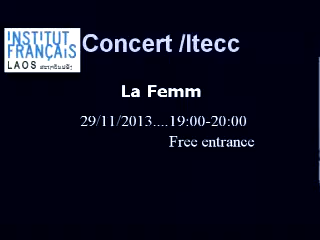 INSTITUT
FRANÇAIS
LAOS
Concert /Itecc
La Femm
29/11/2013....19:00-20:00
Free entrance